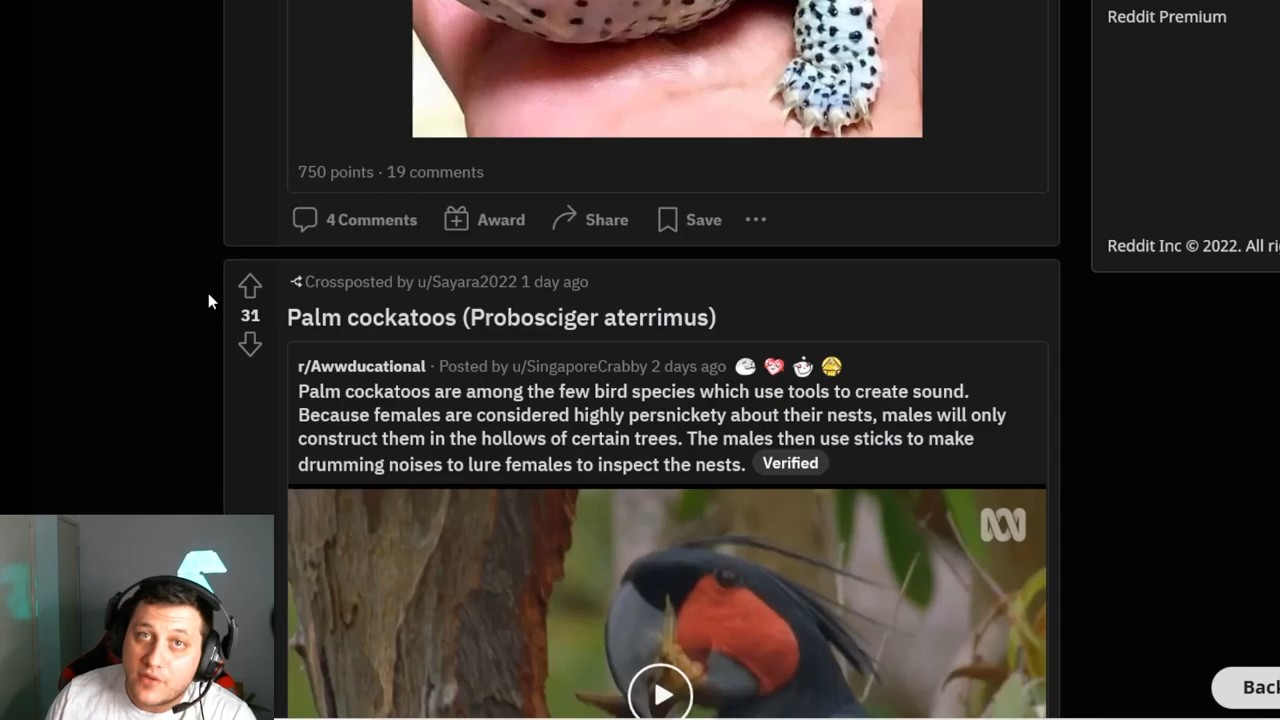 Reddit Premium
750 points · 19 comments
4 Comments Award Share Save
Reddit Inc © 2022. All
Crossposted by u/Sayara2022 1 day ago
31
Palm cockatoos (Probosciger aterrimus)
r/Awwducational · Posted by u/SingaporeCrabby 2 days ago
Palm cockatoos are among the few bird species which use tools to create sound.
Because females are considered highly persnickety about their nests, males will only
construct them in the hollows of certain trees. The males then use sticks to make
drumming noises to lure females to inspect the nests. Verified
Back